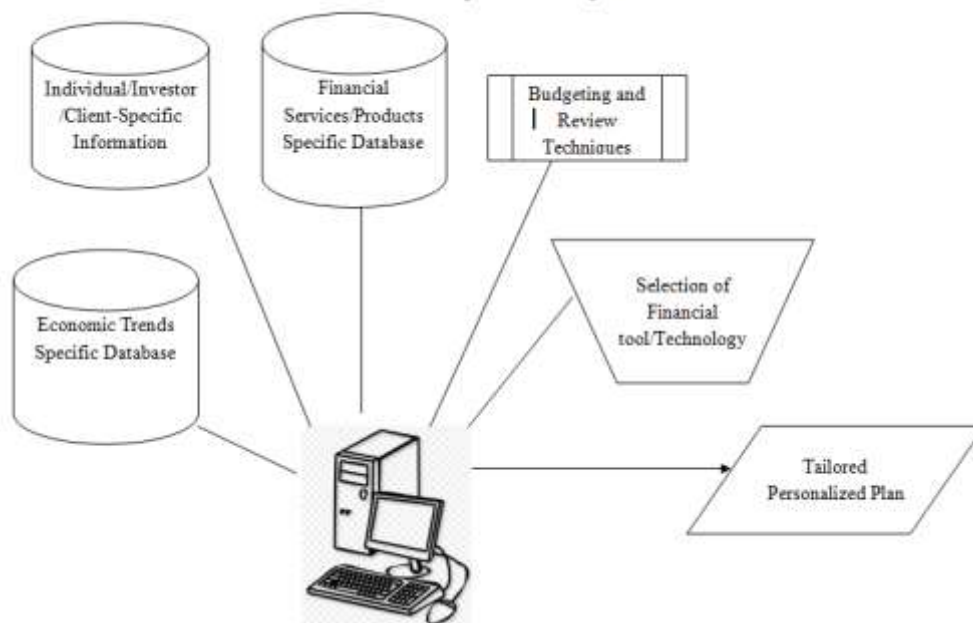 Individual/Investor
/Client-Specific
Information
Financial
Services/Products
Specific Database
Budgeting and
Review
Techniques
Economic Trends
Specific Database
Selection of
Financial
tool/Technology
Tailored
Personalized Plan